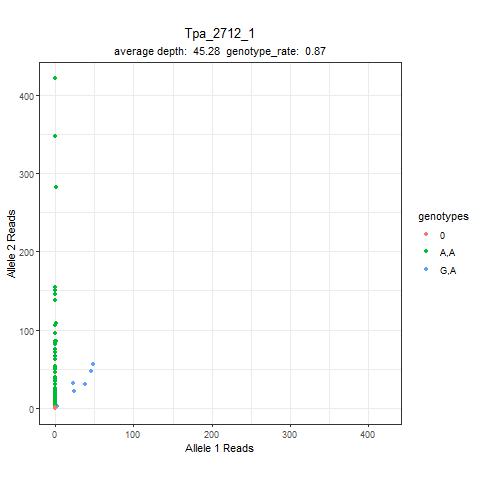 Tpa_2712_1
average depth:  45.28  genotype_rate:  0.87
400
300
200
100
0
Allele 2 Reads
0 100 200 300 400
Allele 1 Reads
genotypes
0
A,A
G,A